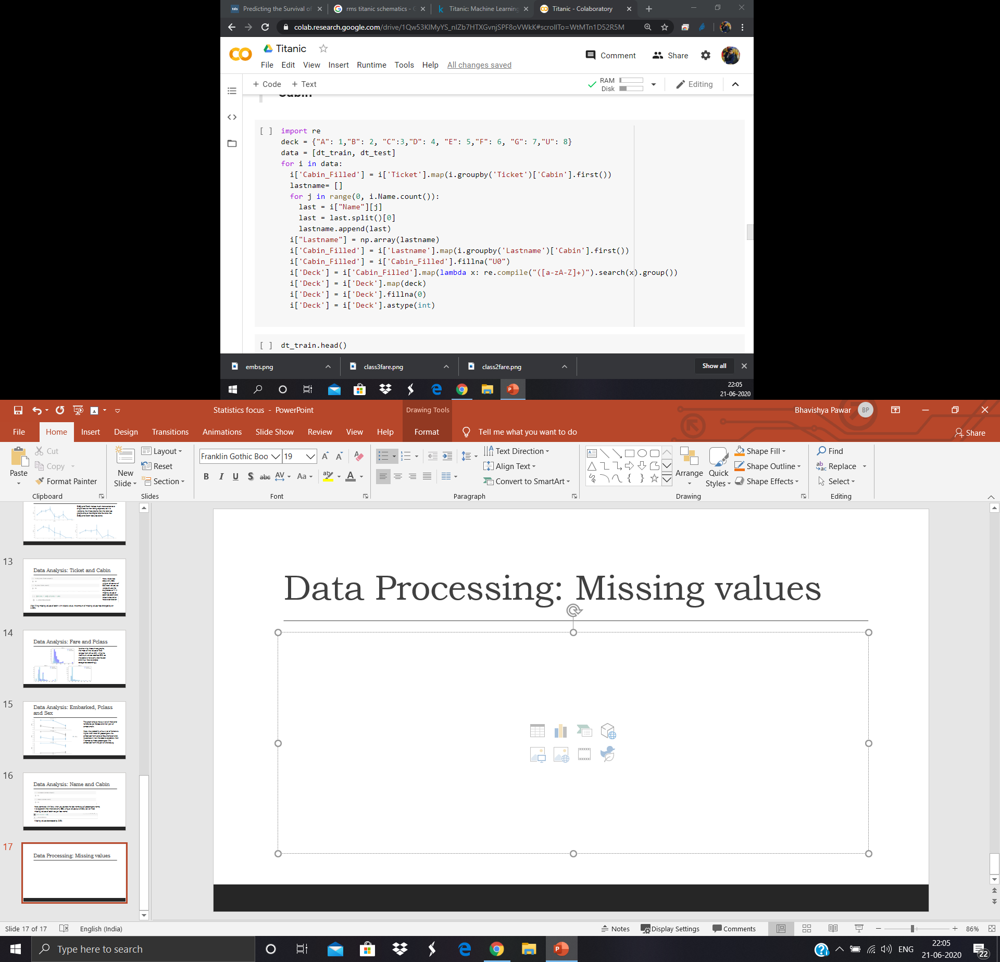 Predicting the Survival of
rms titanic schematics - G
Titanic: Machine Learning
Titanic - Colaboratory
colab.research.google.com/drive/1Qw53KIMyYS_nlZb7HTXGvnjSPF8oVWkK#scrollTo=WtMTn1D52R5M
Titanic
Comment
Share
File Edit View Insert Runtime Tools Help All changes saved
+ Code + Text
RAM
Disk
Editing
Cabin
[ ] import re
deck = {"A": 1,"B": 2, "C":3,"D": 4, "E": 5,"F": 6, "G": 7,"U": 8}
data = [dt_train, dt_test]
for i in data:
i['Cabin_Filled'] = i['Ticket'].map(i.groupby('Ticket')['Cabin'].first())
lastname= []
for j in range(0, i.Name.count()):
last = i["Name"][j]
last = last.split()[0]
lastname.append(last)
i["Lastname"] = np.array(lastname)
i['Cabin_Filled'] = i['Lastname'].map(i.groupby('Lastname')['Cabin'].first())
i['Cabin_Filled'] = i['Cabin_Filled'].fillna("U0")
i['Deck'] = i['Cabin_Filled'].map(lambda x: re.compile("([a-zA-Z]+)").search(x).group())
i['Deck'] = i['Deck'].map(deck)
i['Deck'] = i['Deck'].fillna(0)
i['Deck'] = i['Deck'].astype(int)
[ ] dt_train.head()
embs.png
class3fare.png
class2fare.png
Show all
22:05
21-06-2020
Statistics focus - PowerPoint
Drawing Tools
Bhavishya Pawar
BP
File Home Insert Design Transitions Animations Slide Show Review View Help Format Tell me what you want to do
Share
Paste
Cut
Copy
Format Painter
Clipboard
New
Slide
Layout
Reset
Section
Slides
Franklin Gothic Boo 19
Font
Text Direction
Align Text
Convert to SmartArt
Paragraph
Arrange
Quick
Styles
Shape Fill
Shape Outline
Shape Effects
Drawing
Find
Replace
Select
Editing
13
Data Analysis: Ticket and Cabin
14
Data Analysis: Fare and Pclass
15
Data Analysis: Embarked, Pclass
and Sex
16
Data Analysis: Name and Cabin
17
Data Processing: Missing values
Data Processing: Missing values
Slide 17 of 17
English (India)
Notes
Display Settings
Comments
86%
Type here to search
ENG
22:05
21-06-2020
22